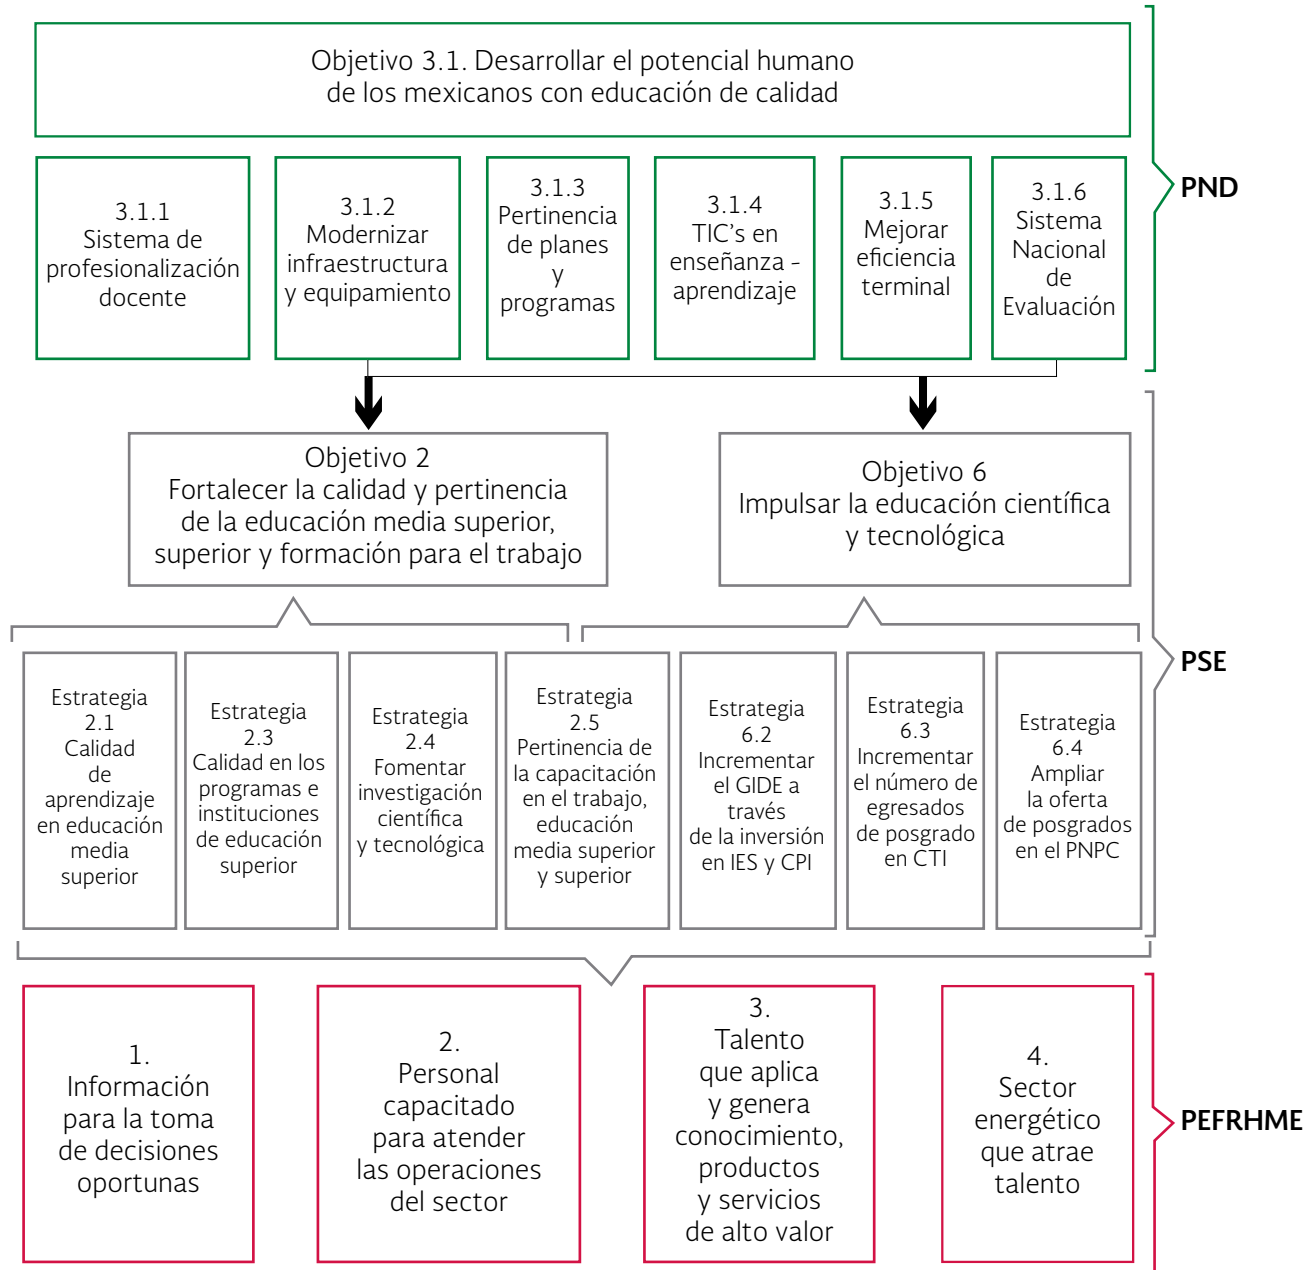 Objetivo 3.1. Desarrollar el potencial humano
de los mexicanos con educación de calidad
3.1.1
Sistema de
profesionalización
docente
3.1.2
Modernizar
infraestructura
y equipamiento
3.1.3
Pertinencia
de planes
y
programas
3.1.4
TIC's en
enseñanza -
aprendizaje
3.1.5
Mejorar
eficiencia
terminal
3.1.6
Sistema
Nacional
de
Evaluación
PND
Objetivo 2
Fortalecer la calidad y pertinencia
de la educación media superior,
superior y formación para el trabajo
Objetivo 6
Impulsar la educación científica
y tecnológica
Estrategia
2.1
Calidad
de
aprendizaje
en educación
media
superior
Estrategia
2.3
Calidad en los
programas e
instituciones
de educación
superior
Estrategia
2.4
Fomentar
investigación
científica
y tecnológica
Estrategia
2.5
Pertinencia de
la capacitación
en el trabajo,
educación
media superior
y superior
Estrategia
6.2
Incrementar
el GIDE a
través
de la inversión
en IES y CPI
Estrategia
6.3
Incrementar
el número de
egresados
de posgrado
en CTI
Estrategia
6.4
Ampliar
la oferta
de posgrados
en el PNPC
PSE
1.
Información
para la toma
de decisiones
oportunas
2.
Personal
capacitado
para atender
las operaciones
del sector
3.
Talento
que aplica
y genera
conocimiento,
productos
y servicios
de alto valor
4.
Sector
energético
que atrae
talento
PEFRHME